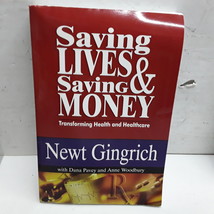 Saving
LIVES &
Saving
MONEY
Transforming Health and Healthcare
Newt Gingrich
with Dana Pavey and Anne Woodbury